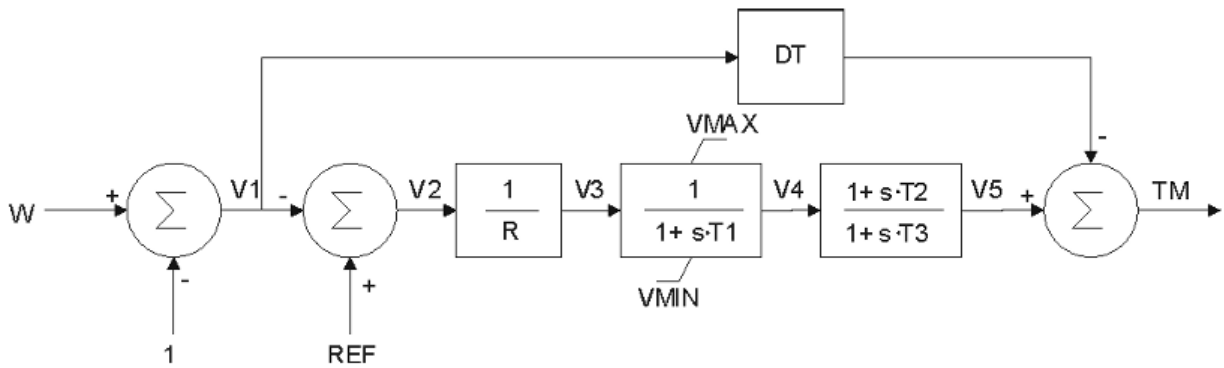 DT
VMAX
-
+
Σ
V1
-
Σ
V2
1
R
V3
1
1+ s·T1
V4
1+ s·T2
1+ s·T3
V5
+
Σ
TM
W
-
+
VMIN
1
REF